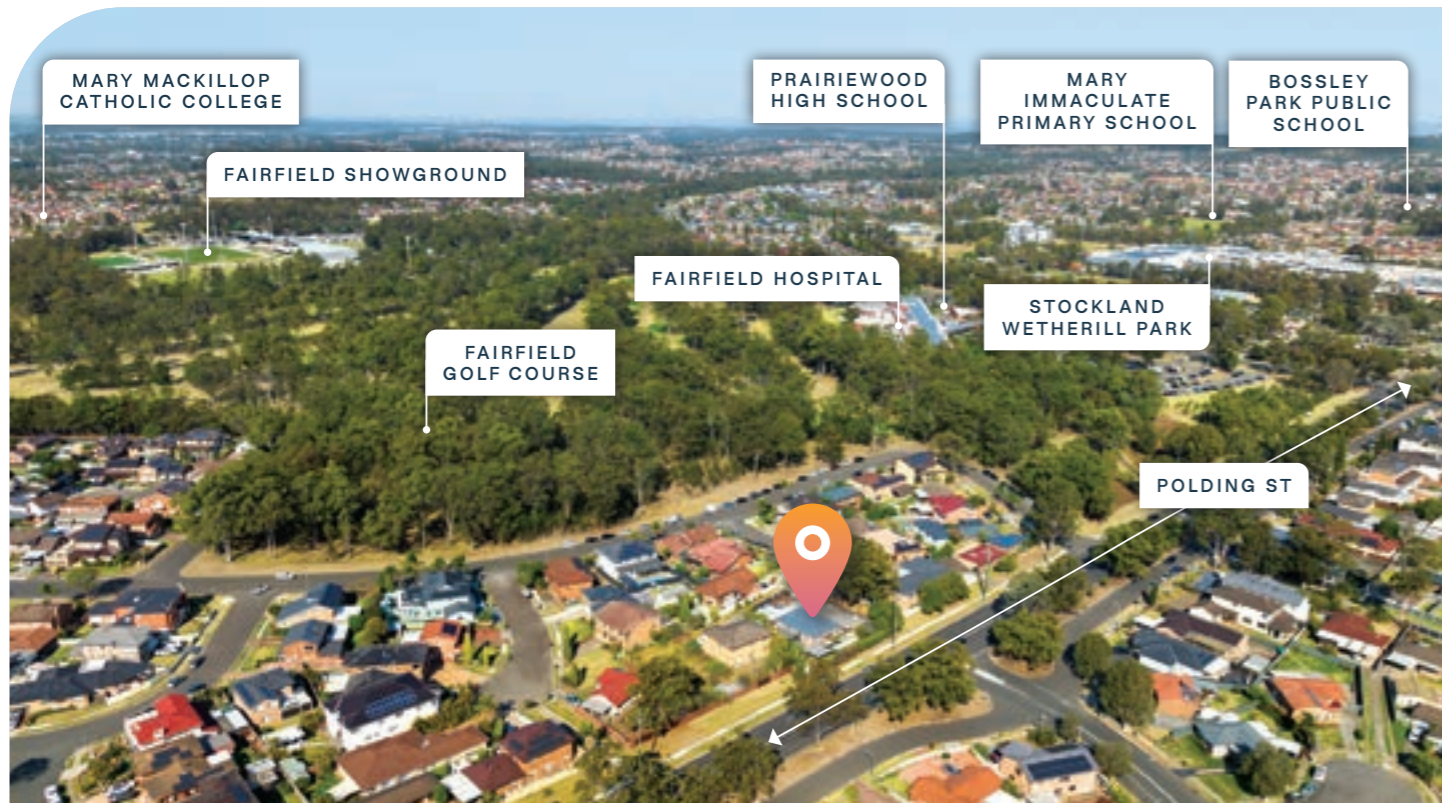 MARY MACKILLOP
CATHOLIC COLLEGE
FAIRFIELD SHOWGROUND
PRAIRIEWOOD
HIGH SCHOOL
MARY
IMMACULATE
PRIMARY SCHOOL
BOSSLEY
PARK PUBLIC
SCHOOL
FAIRFIELD HOSPITAL
STOCKLAND
WETHERILL PARK
FAIRFIELD
GOLF COURSE
POLDING ST